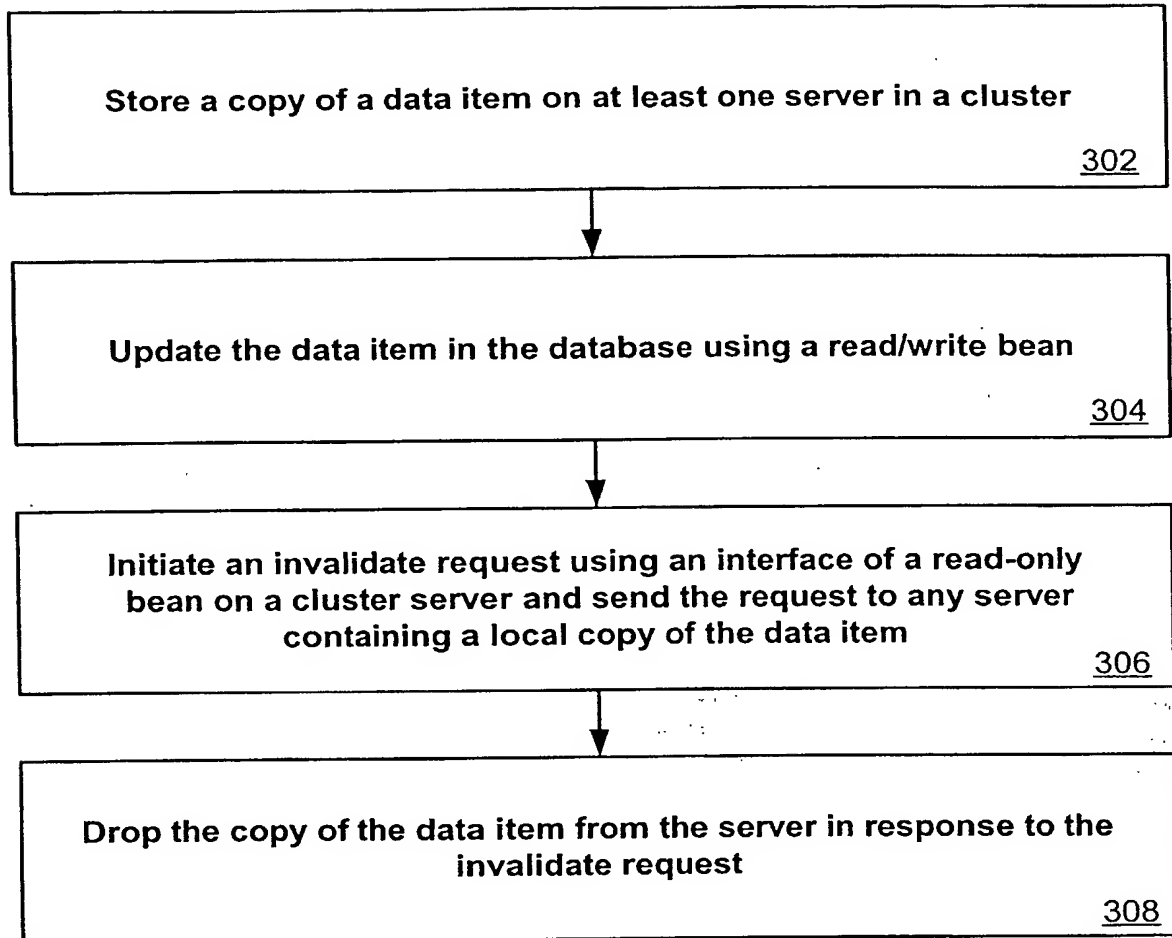 Store a copy of a data item on at least one server in a cluster
302
Update the data item in the database using a read/write bean
304
Initiate an invalidate request using an interface of a read-only
bean on a cluster server and send the request to any server
containing a local copy of the data item
306
Drop the copy of the data item from the server in response to the
invalidate request
308